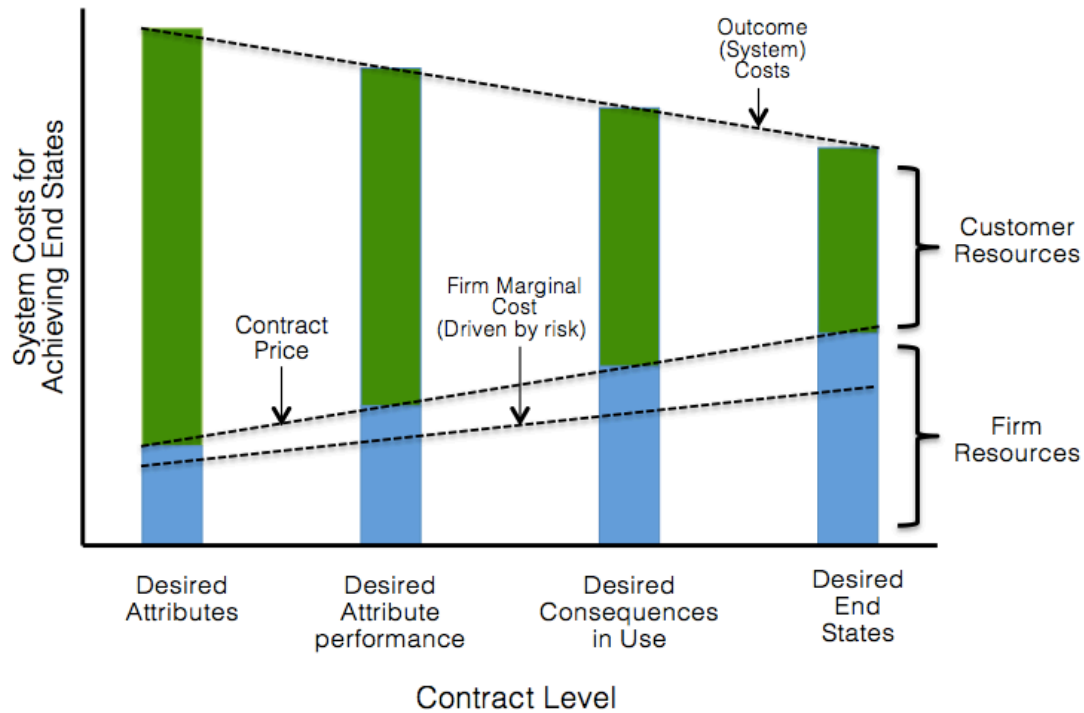 Outcome
(System)
Costs
System Costs for
Achieving End States
Customer
Resources
Firm Marginal
Cost
(Driven by risk)
Contract
Price
Firm
Resources
Desired
Attributes
Desired
Attribute
performance
Desired
Consequences
in Use
Desired
End
States
Contract Level